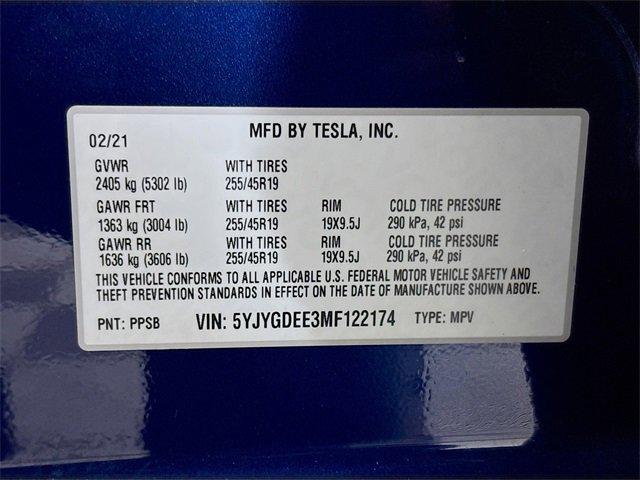 MFD BY TESLA, INC.
02/21
GVWR WITH TIRES
2405 kg (5302 lb) 255/45R19
GAWR FRT WITH TIRES RIM COLD TIRE PRESSURE
1363 kg (3004 lb) 255/45R19 19X9.5J 290 kPa, 42 psi
GAWR RR WITH TIRES RIM COLD TIRE PRESSURE
1636 kg (3606 lb) 255/45R19 19X9.5J 290 kPa, 42 psi
THIS VEHICLE CONFORMS TO ALL APPLICABLE U.S. FEDERAL MOTOR VEHICLE SAFETY AND
THEFT PREVENTION STANDARDS IN EFFECT ON THE DATE OF MANUFACTURE SHOWN ABOVE.
PNT: PPSB VIN: 5YJYGDEE3MF122174 TYPE: MPV